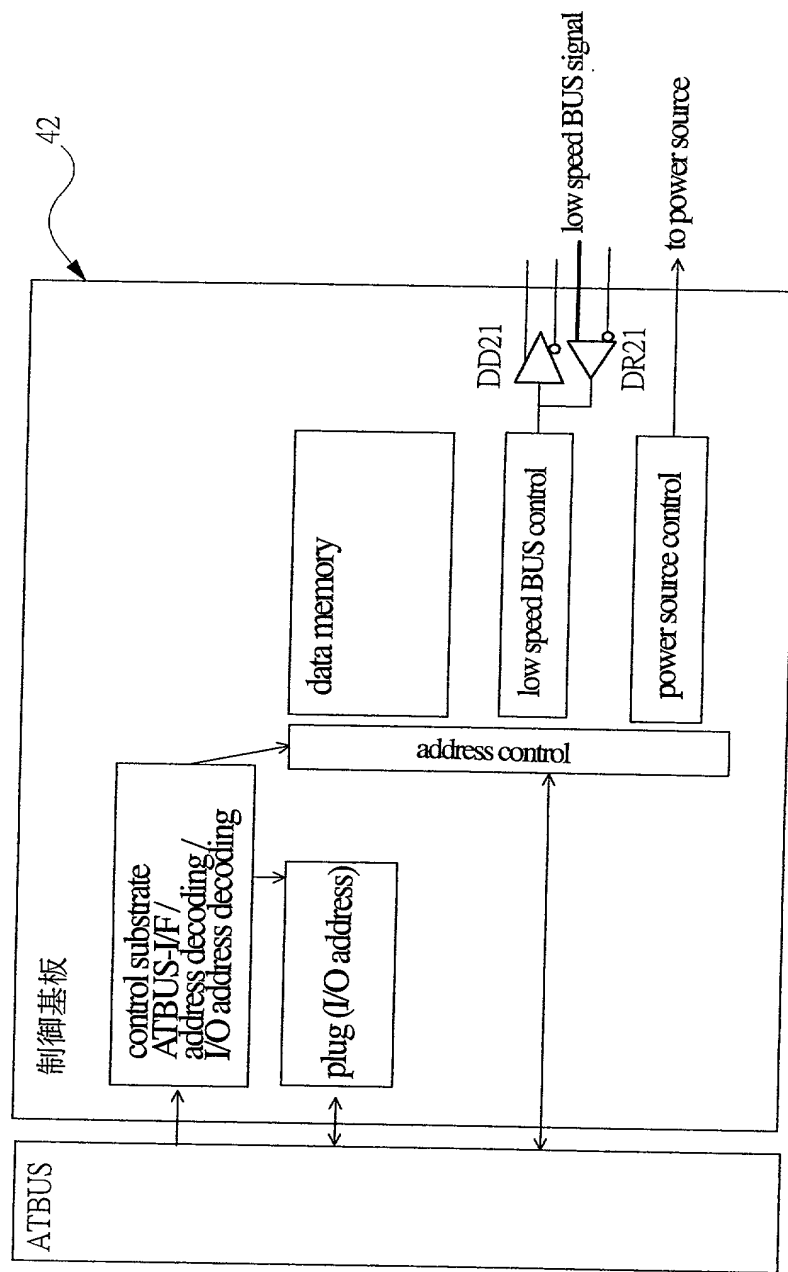 42
ATBUS
制御基板
control substrate
ATBUS-I/F /
address decoding /
I/O address decoding
plug (I/O address)
address control
data memory
low speed BUS control
power source control
DD21
DR21
low speed BUS signal
to power source